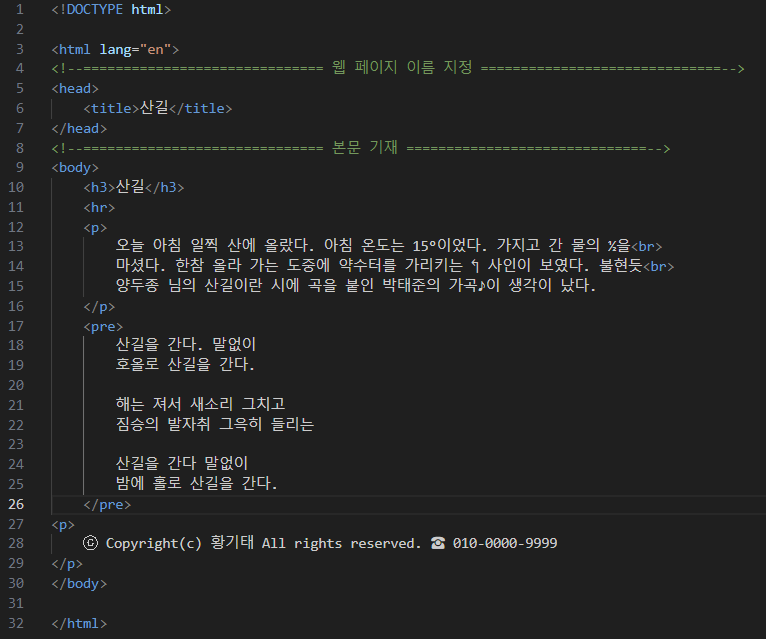 1 <!DOCTYPE html>
2
3 <html lang="en">
4 <!--============================== 웹 페이지 이름 지정 ==============================-->
5 <head>
6     <title>산길</title>
7 </head>
8 <!--============================== 본문 기재 ==============================-->
9 <body>
10     <h3>산길</h3>
11     <hr>
12     <p>
13         오늘 아침 일찍 산에 올랐다. 아침 온도는 15°이었다. 가지고 간 물의 ½을<br>
14         마셨다. 한참 올라 가는 도중에 약수터를 가리키는 ↰ 사인이 보였다. 불현듯<br>
15         양두종 님의 산길이란 시에 곡을 붙인 박태준의 가곡♪이 생각이 났다.
16     </p>
17     <pre>
18         산길을 간다. 말없이
19         호올로 산길을 간다.
20
21         해는 져서 새소리 그치고
22         짐승의 발자취 그윽히 들리는
23
24         산길을 간다 말없이
25         밤에 홀로 산길을 간다.
26     </pre>
27 <p>
28     ⓒ Copyright(c) 황기태 All rights reserved. ☎ 010-0000-9999
29 </p>
30 </body>
31
32 </html>